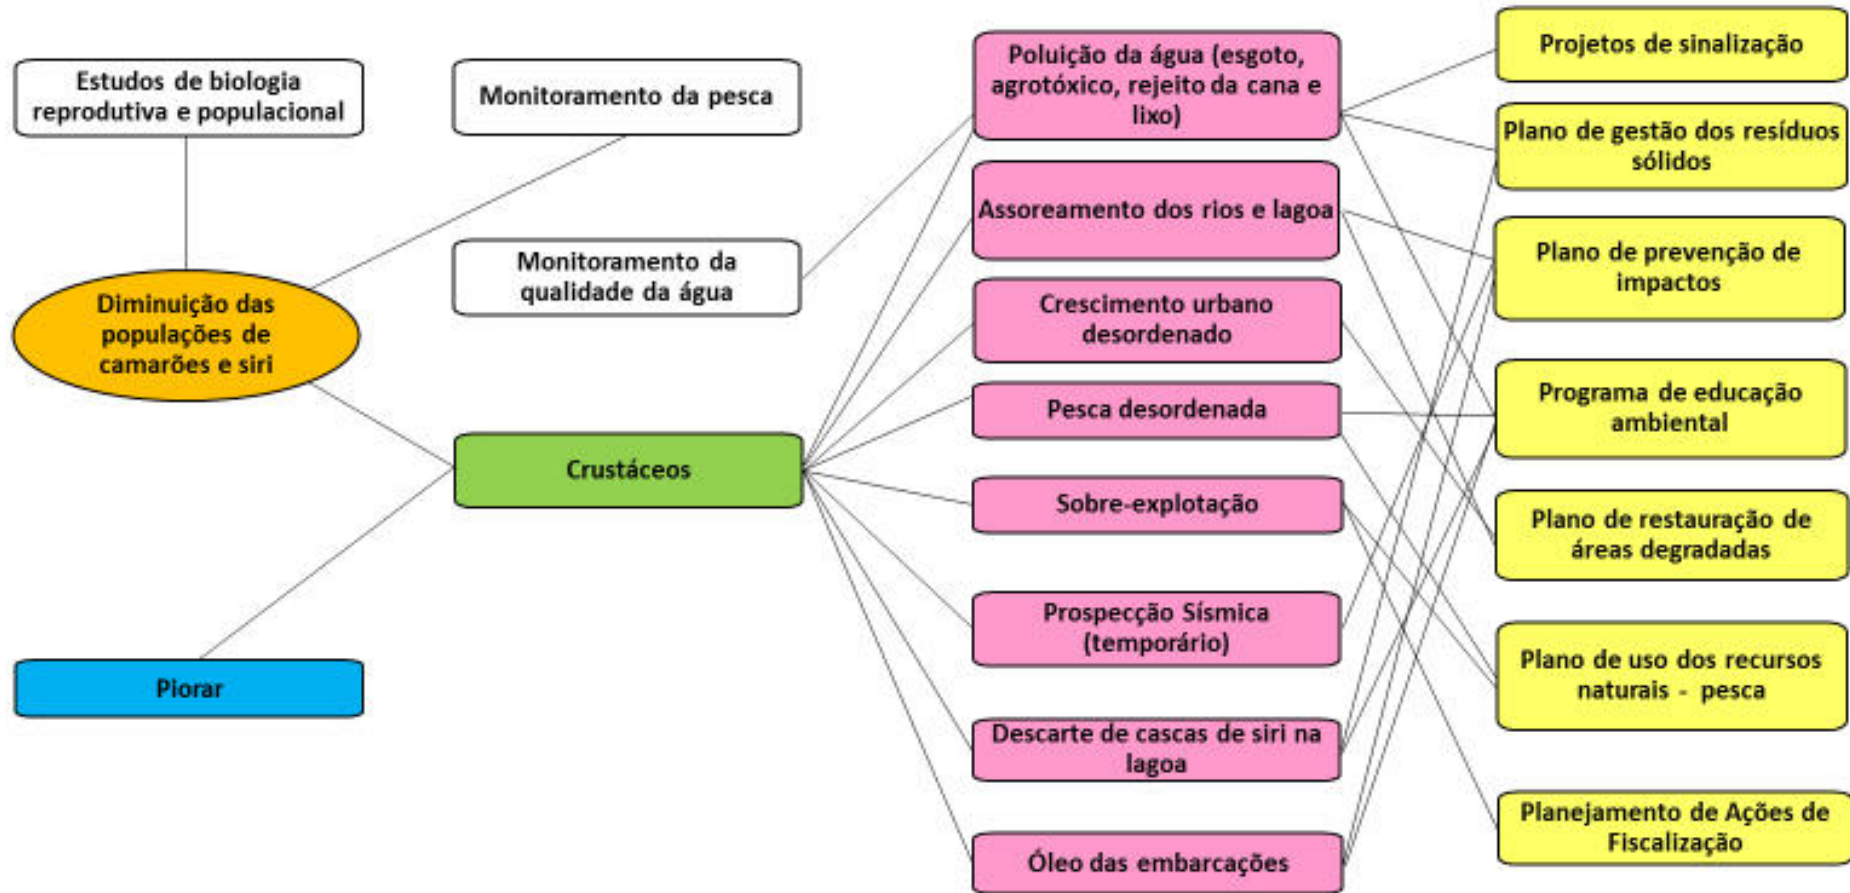 Estudos de biologia
reprodutiva e populacional
Monitoramento da pesca
Monitoramento da
qualidade da água
Diminuição das
populações de
camarões e siri
Crustáceos
Piorar
Poluição da água (esgoto,
agrotóxico, rejeito da cana e
lixo)
Assoreamento dos rios e lagoa
Crescimento urbano
desordenado
Pesca desordenada
Sobre-explotação
Prospecção Sísmica
(temporário)
Descarte de cascas de siri na
lagoa
Óleo das embarcações
Projetos de sinalização
Plano de gestão dos resíduos
sólidos
Plano de prevenção de
impactos
Programa de educação
ambiental
Plano de restauração de
áreas degradadas
Plano de uso dos recursos
naturais - pesca
Planejamento de Ações de
Fiscalização